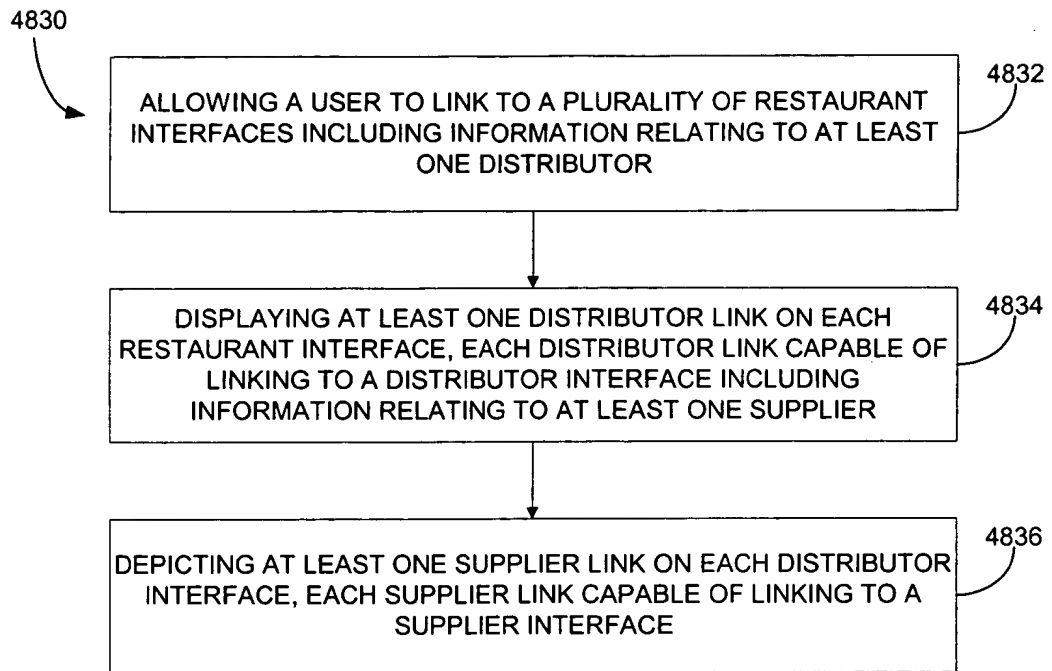 4830
4832
ALLOWING A USER TO LINK TO A PLURALITY OF RESTAURANT
INTERFACES INCLUDING INFORMATION RELATING TO AT LEAST
ONE DISTRIBUTOR
4834
DISPLAYING AT LEAST ONE DISTRIBUTOR LINK ON EACH
RESTAURANT INTERFACE, EACH DISTRIBUTOR LINK CAPABLE OF
LINKING TO A DISTRIBUTOR INTERFACE INCLUDING
INFORMATION RELATING TO AT LEAST ONE SUPPLIER
4836
DEPICTING AT LEAST ONE SUPPLIER LINK ON EACH DISTRIBUTOR
INTERFACE, EACH SUPPLIER LINK CAPABLE OF LINKING TO A
SUPPLIER INTERFACE